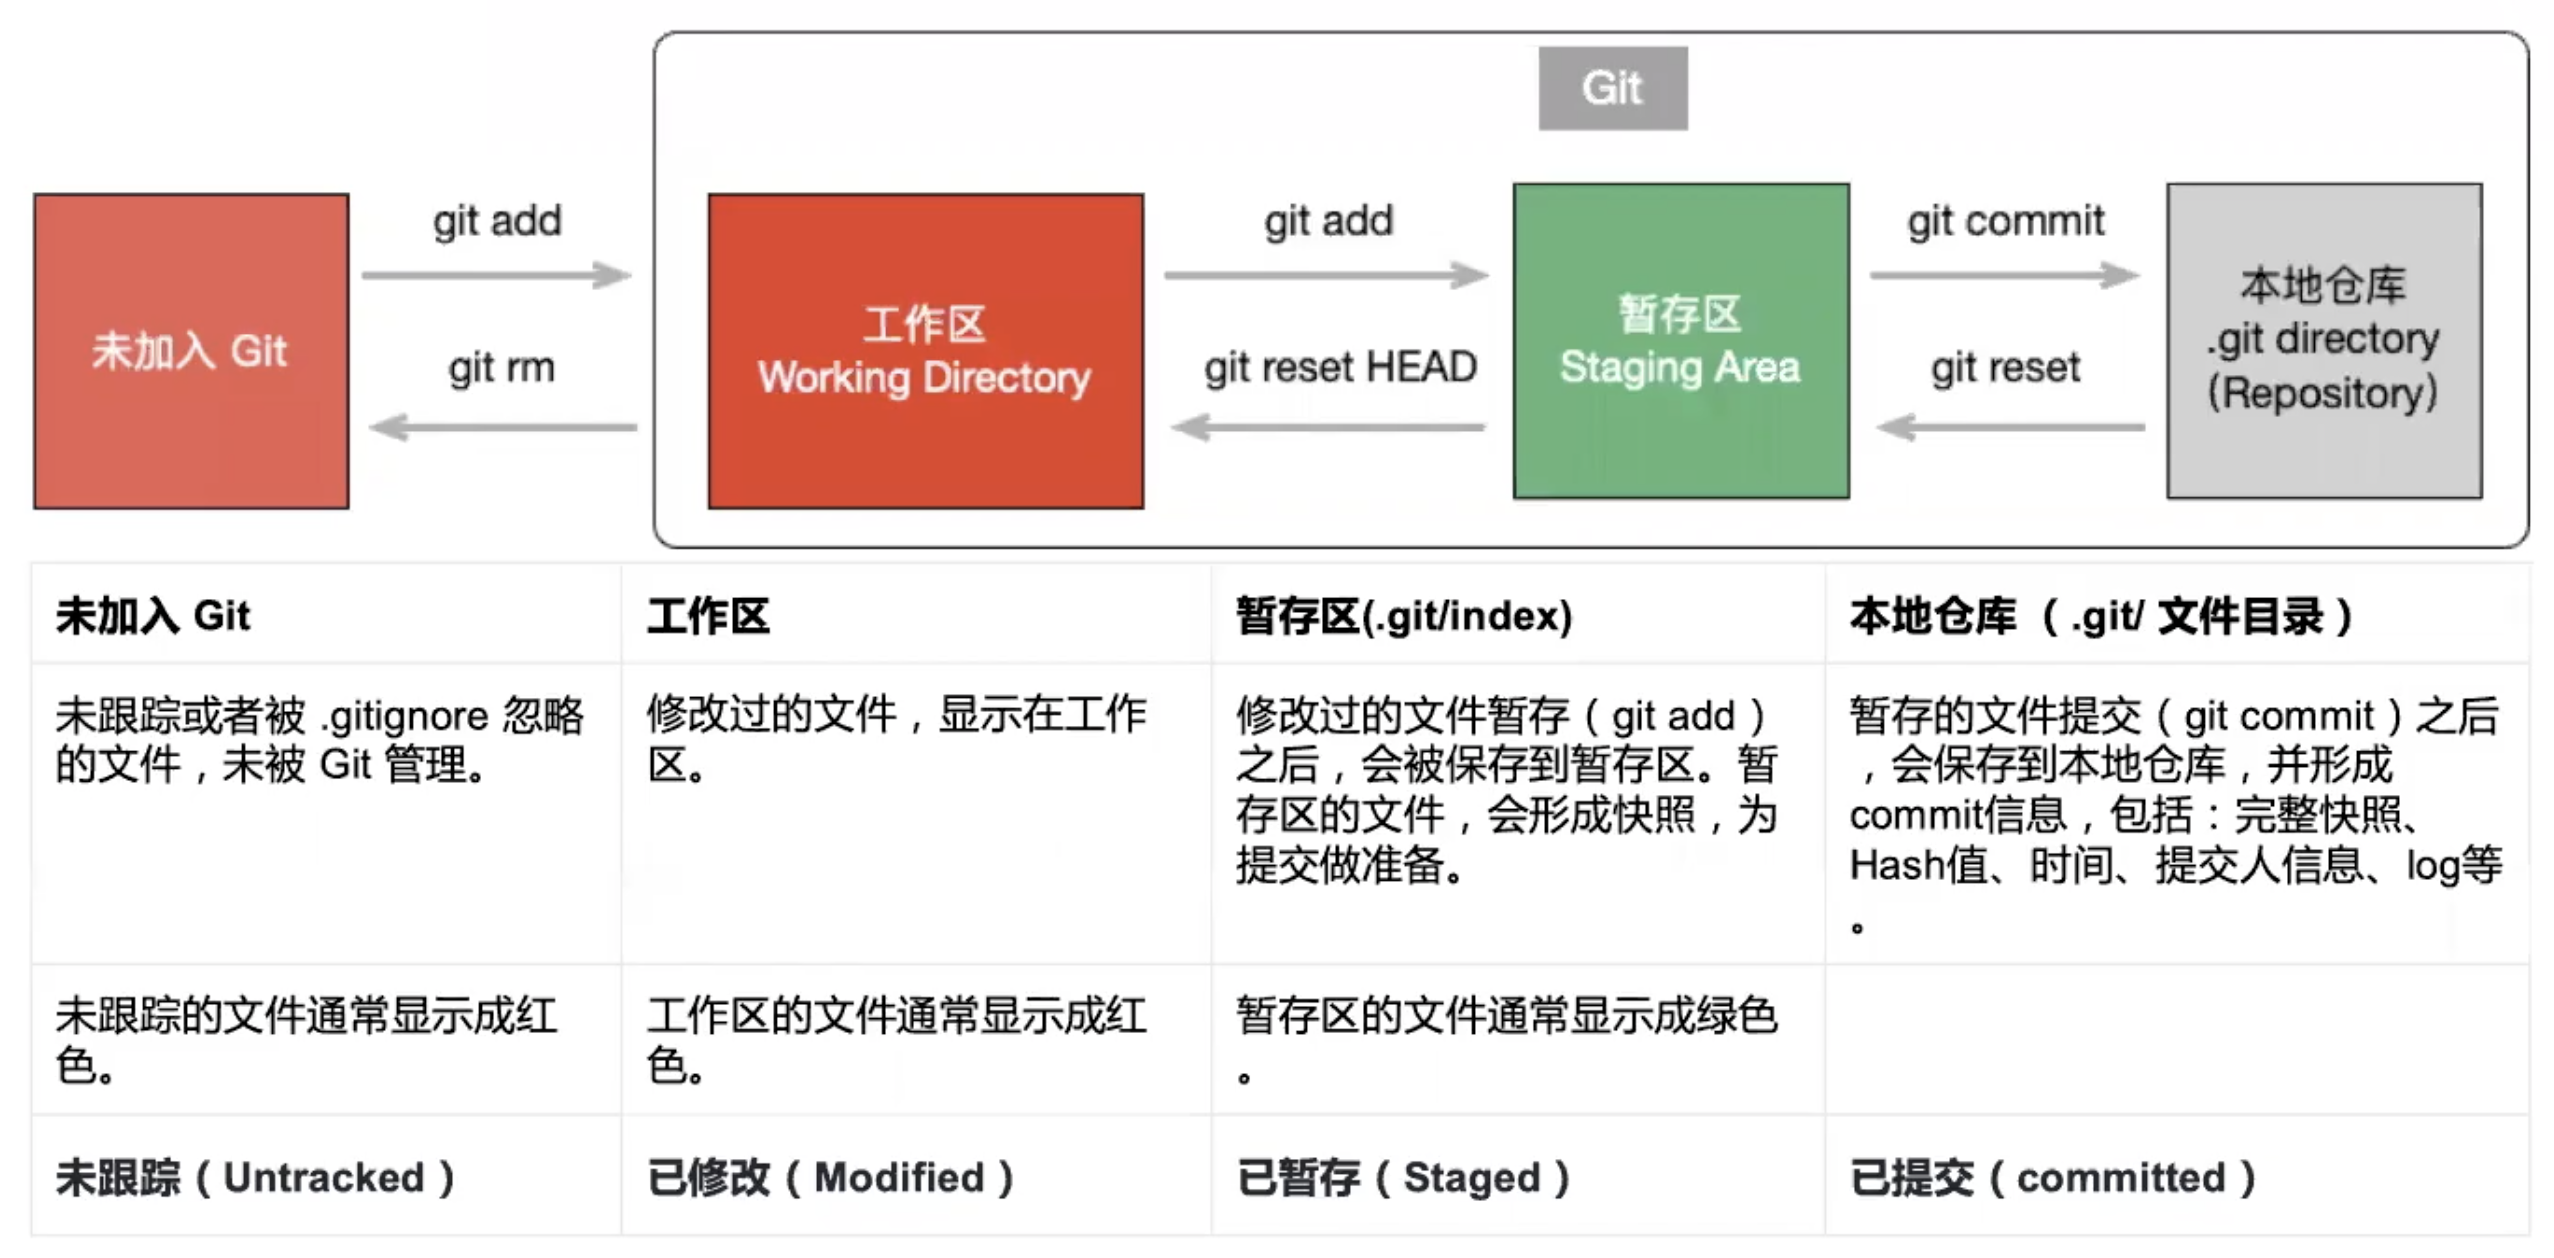 Git
未加入 Git
git add
git rm
工作区
Working Directory
git add
git reset HEAD
暂存区
Staging Area
git commit
git reset
本地仓库
.git directory
(Repository)
未加入 Git
工作区
暂存区(.git/index)
本地仓库（.git/ 文件目录）
未跟踪或者被 .gitignore 忽略
的文件，未被 Git 管理。
修改过的文件，显示在工作
区。
修改过的文件暂存（git add）
之后，会被保存到暂存区。暂
存区的文件，会形成快照，为
提交做准备。
暂存的文件提交（git commit）之后
，会保存到本地仓库，并形成
commit信息，包括：完整快照、
Hash值、时间、提交人信息、log等
。
未跟踪的文件通常显示成红
色。
工作区的文件通常显示成红
色。
暂存区的文件通常显示成绿色
。
未跟踪（Untracked）
已修改（Modified）
已暂存（Staged）
已提交（committed）